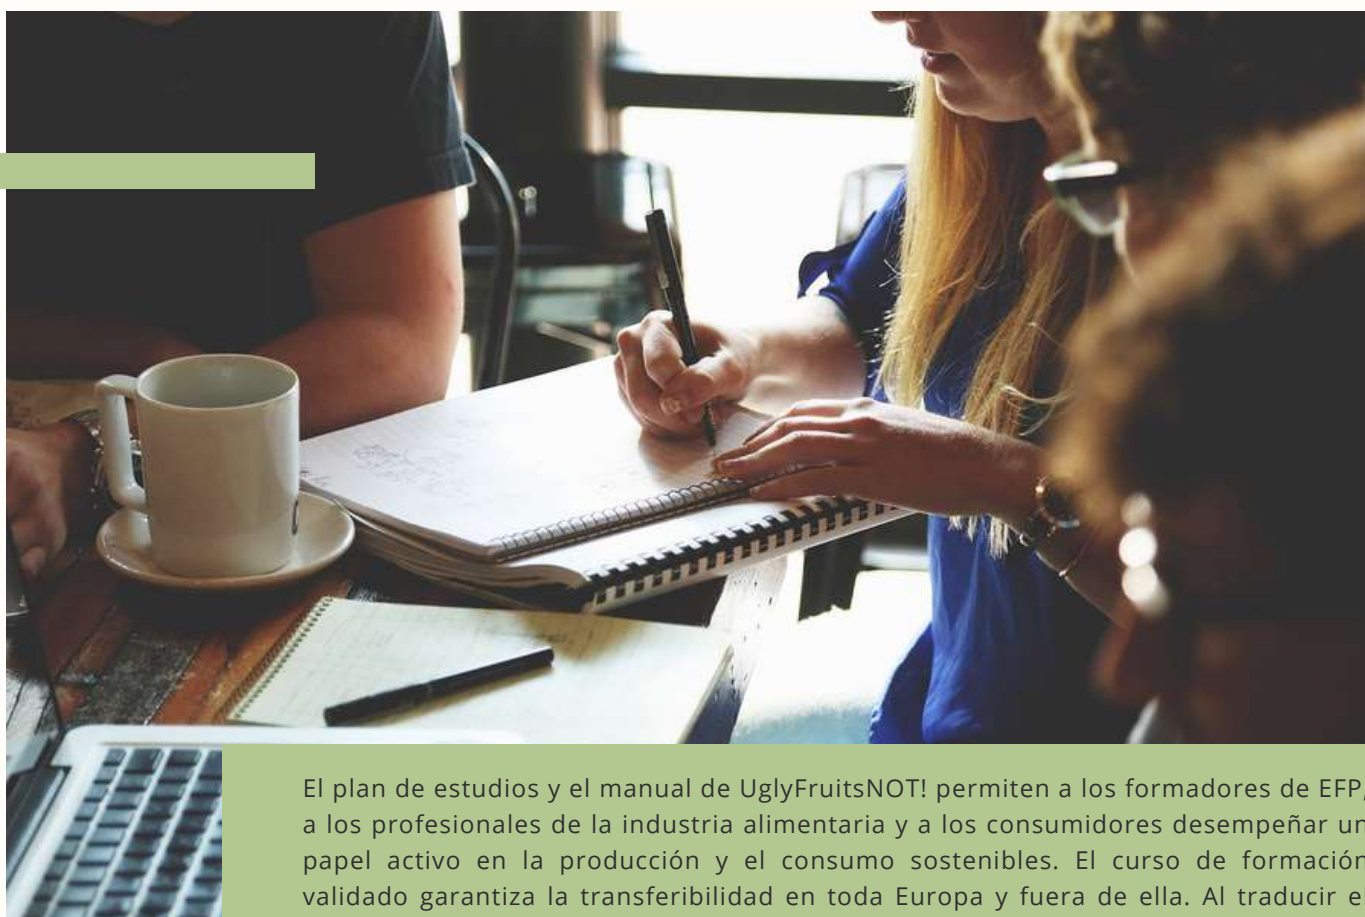 El plan de estudios y el manual de UglyFruitsNOT! permiten a los formadores de EFP,
a los profesionales de la industria alimentaria y a los consumidores desempeñar un
papel activo en la producción y el consumo sostenibles. El curso de formación
validado garantiza la transferibilidad en toda Europa y fuera de ella. Al traducir e